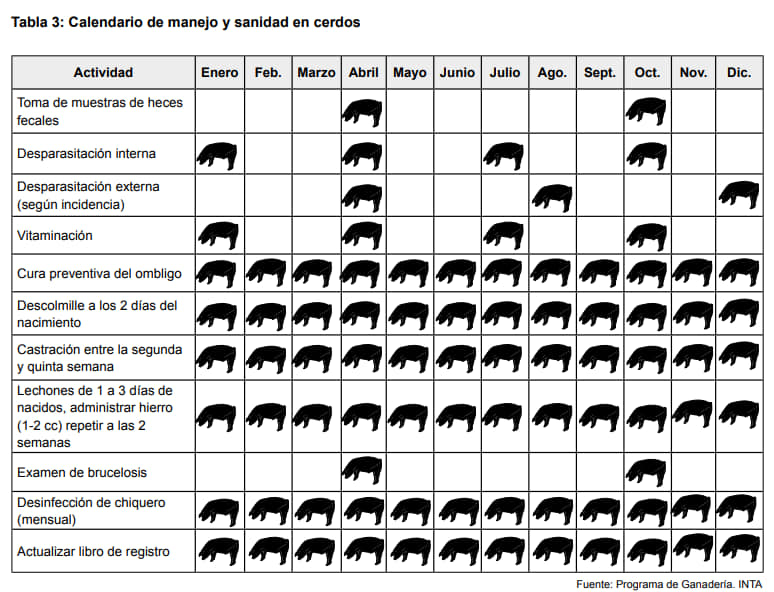 Tabla 3: Calendario de manejo y sanidad en cerdos
Actividad Enero Feb. Marzo Abril Mayo Junio Julio Ago. Sept. Oct. Nov. Dic.
Toma de muestras de heces
fecales
Desparasitación interna
Desparasitación externa
(según incidencia)
Vitaminación
Cura preventiva del ombligo
Descolmille a los 2 días del
nacimiento
Castración entre la segunda
y quinta semana
Lechones de 1 a 3 días de
nacidos, administrar hierro
(1-2 cc) repetir a las 2
semanas
Examen de brucelosis
Desinfección de chiquero
(mensual)
Actualizar libro de registro
Fuente: Programa de Ganadería. INTA